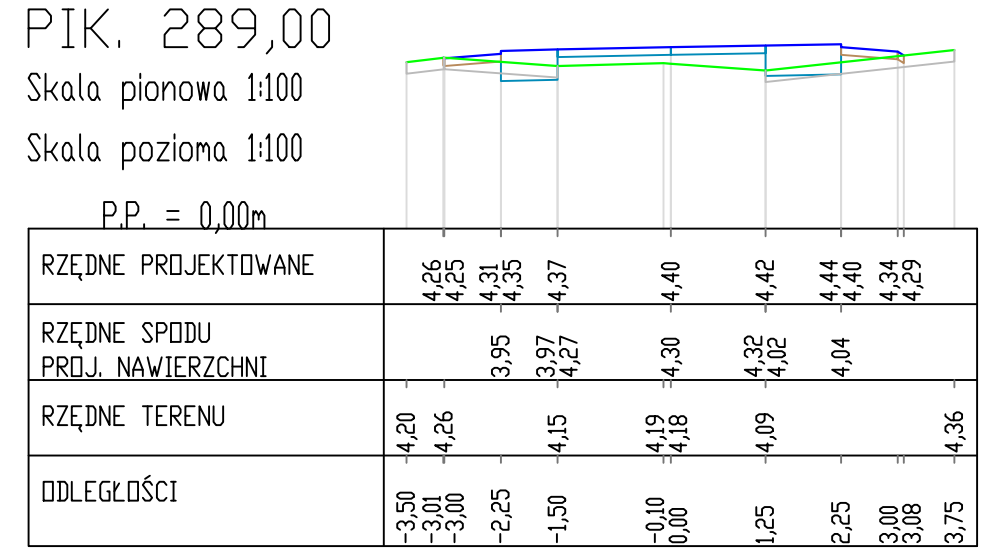 PIK. 289,00
Skala pionowa 1:100
Skala pozioma 1:100
P.P. = 0,00m
RZĘDNE PROJEKTOWANE 4,26 4,25 4,31 4,35 4,37 4,40 4,42 4,44 4,40 4,34 4,29
RZĘDNE SPODU
PROJ. NAWIERZCHNI 3,95 3,97 4,27 4,30 4,32 4,02 4,04
RZĘDNE TERENU 4,20 4,26 4,15 4,19 4,18 4,09 4,36
ODLEGŁOŚCI -3,50 -3,01 -3,00 -2,25 -1,50 -0,10 0,00 1,25 2,25 3,00 3,08 3,75